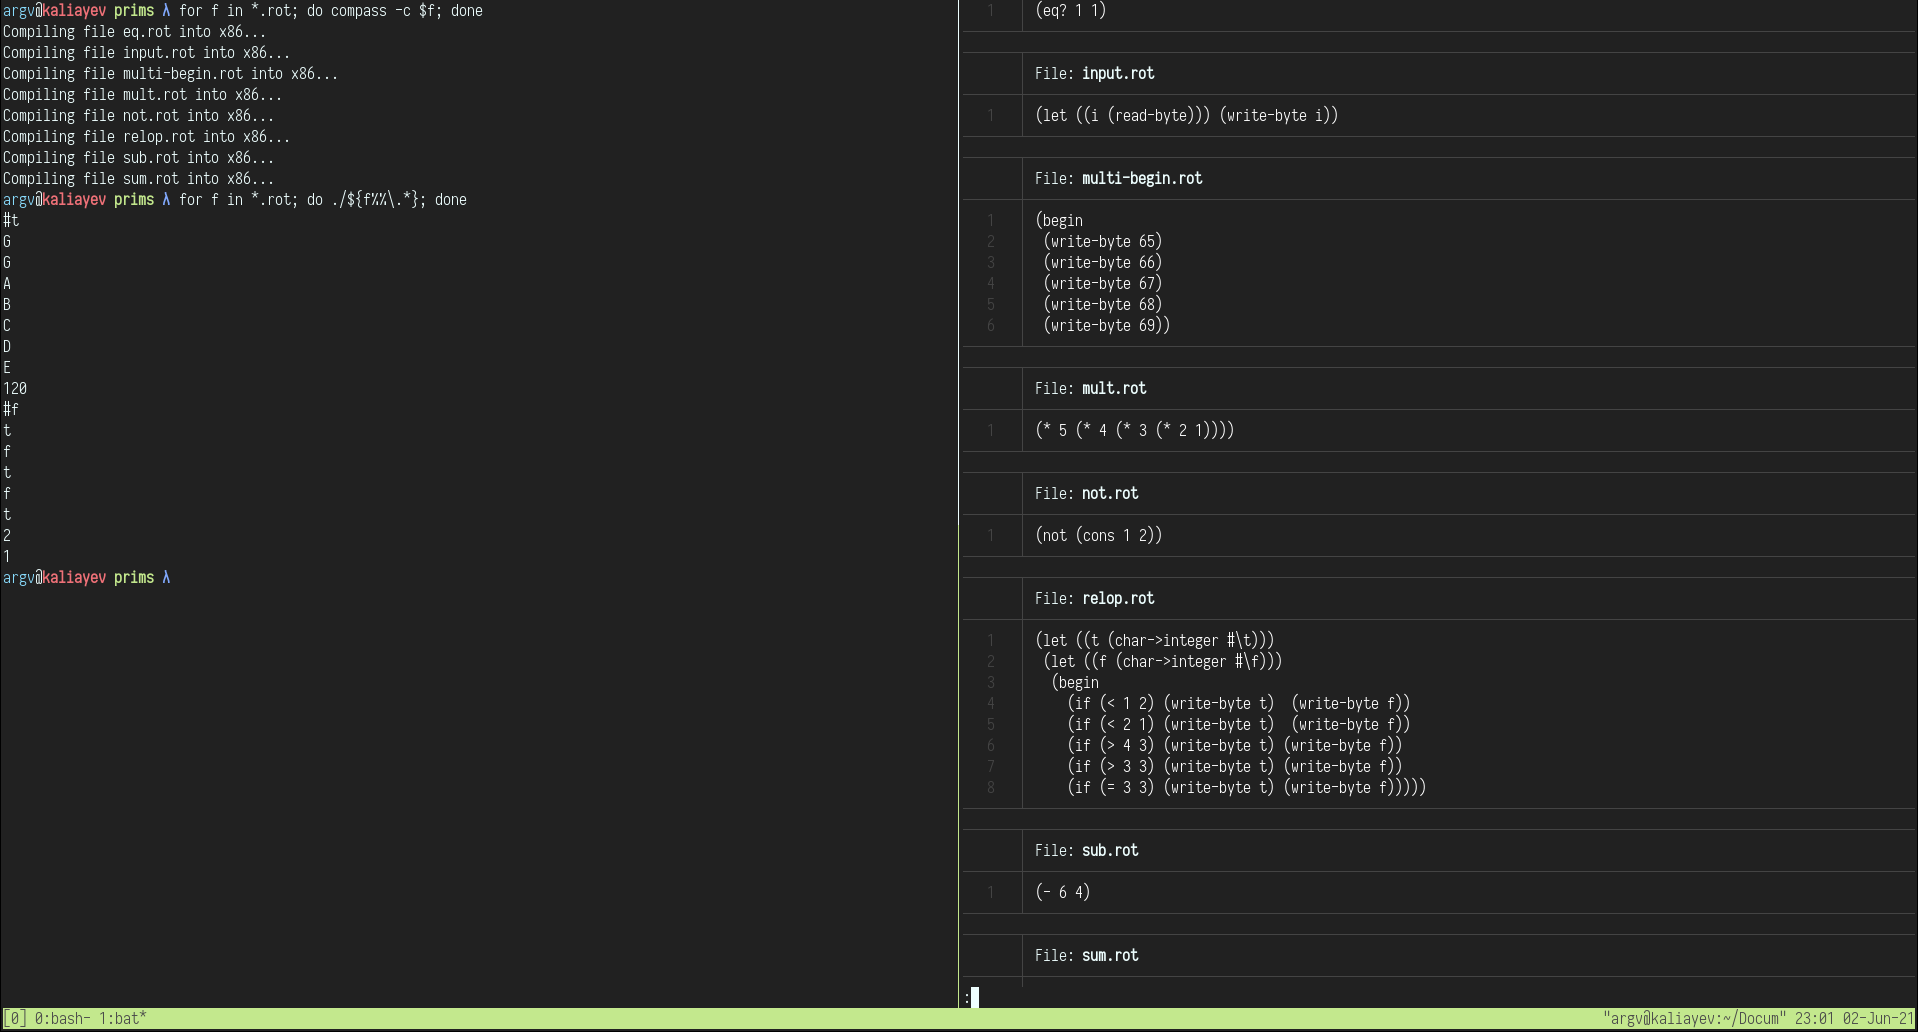 argv@kaliayev prims λ for f in *.rot; do compass -c $f; done
Compiling file eq.rot into x86...
Compiling file input.rot into x86...
Compiling file multi-begin.rot into x86...
Compiling file mult.rot into x86...
Compiling file not.rot into x86...
Compiling file relop.rot into x86...
Compiling file sub.rot into x86...
Compiling file sum.rot into x86...
argv@kaliayev prims λ for f in *.rot; do ./${f%%\.*}; done
#t
G
G
A
B
C
D
E
120
#f
t
f
t
f
t
2
1
argv@kaliayev prims λ
1 (eq? 1 1)
File: input.rot
1 (let ((i (read-byte))) (write-byte i))
File: multi-begin.rot
1 (begin
2  (write-byte 65)
3  (write-byte 66)
4  (write-byte 67)
5  (write-byte 68)
6  (write-byte 69))
File: mult.rot
1 (* 5 (* 4 (* 3 (* 2 1))))
File: not.rot
1 (not (cons 1 2))
File: relop.rot
1 (let ((t (char->integer #\t)))
2  (let ((f (char->integer #\f)))
3   (begin
4     (if (< 1 2) (write-byte t)  (write-byte f))
5     (if (< 2 1) (write-byte t)  (write-byte f))
6     (if (> 4 3) (write-byte t) (write-byte f))
7     (if (> 3 3) (write-byte t) (write-byte f))
8     (if (= 3 3) (write-byte t) (write-byte f)))))
File: sub.rot
1 (- 6 4)
File: sum.rot
:
[0] 0:bash- 1:bat* "argv@kaliayev:~/Docum" 23:01 02-Jun-21